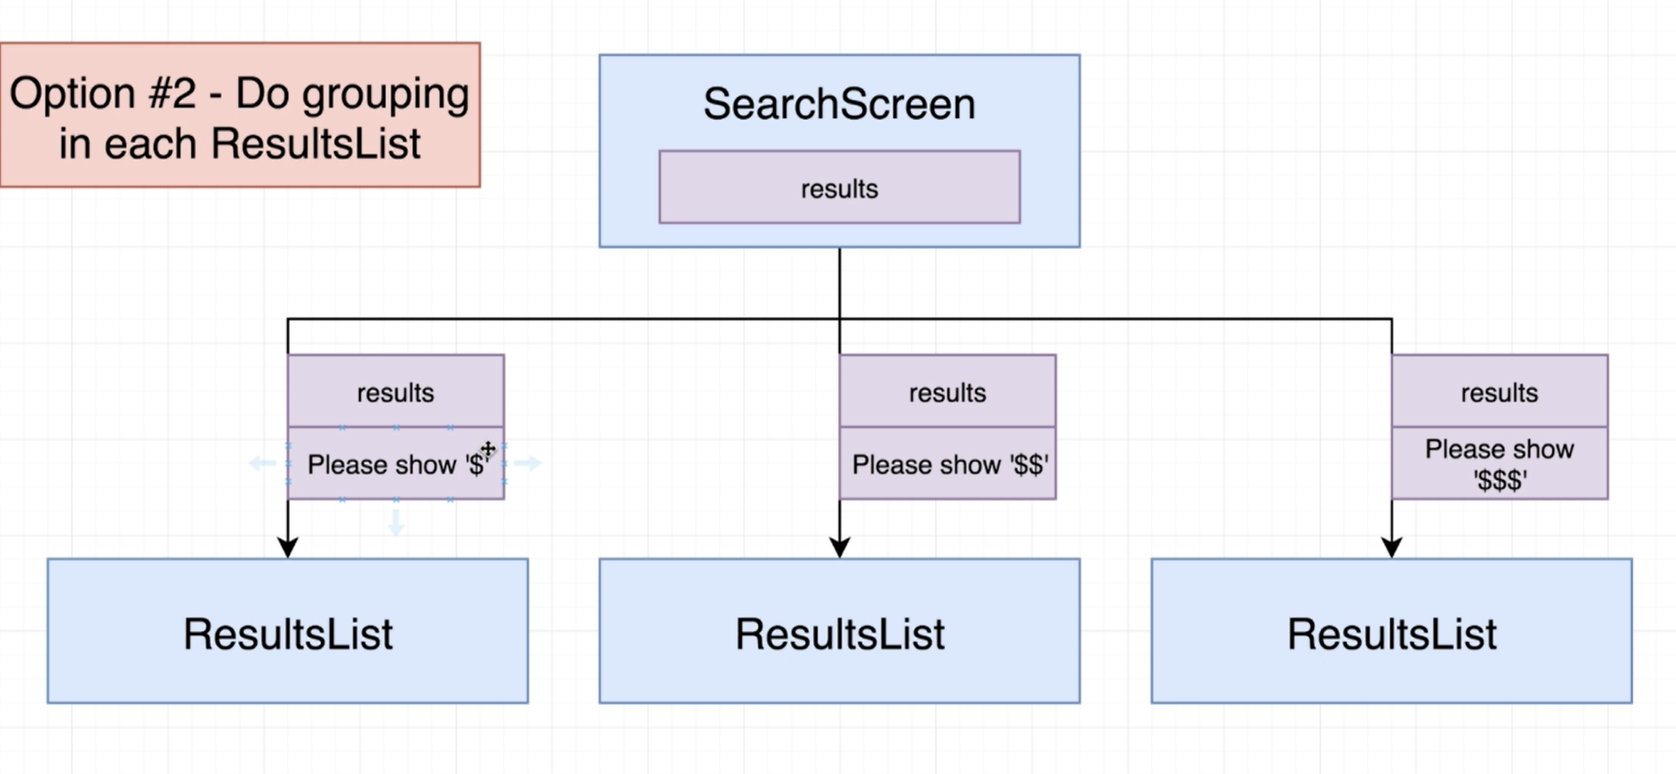 Option #2 - Do grouping
in each ResultsList
SearchScreen
results
results
Please show '$'
results
Please show '$$'
results
Please show
'$$$'
ResultsList
ResultsList
ResultsList